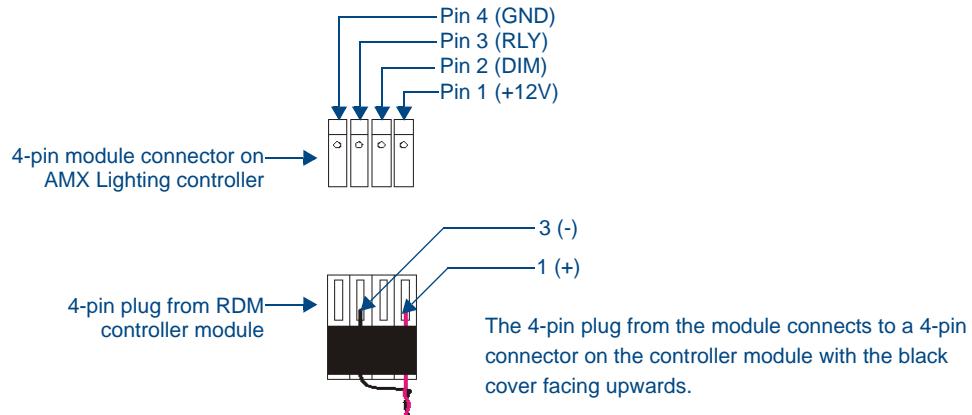 Pin 4 (GND)
Pin 3 (RLY)
Pin 2 (DIM)
Pin 1 (+12V)
4-pin module connector on
AMX Lighting controller
3 (-)
1 (+)
4-pin plug from RDM
controller module
The 4-pin plug from the module connects to a 4-pin
connector on the controller module with the black
cover facing upwards.